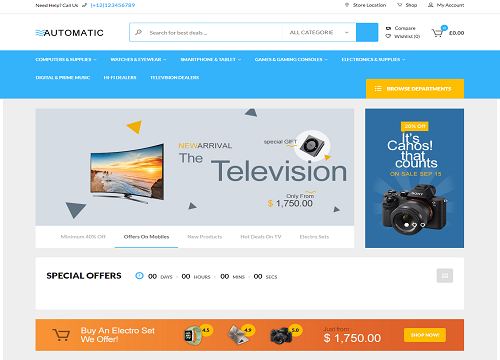 Need Help? Call Us (+12)123456789
Store Location Shop My Account
AUTOMATIC
Search for best deals ... ALL CATEGORIE
Compare
Wishlist (0)
0
£0.00
COMPUTERS & SUPPLIES WATCHES & EYEWEAR SMARTPHONE & TABLET GAMES & GAMING CONSOLES ELECTRONICS & SUPPLIES
DIGITAL & PRIME MUSIC HI-FI DEALERS TELEVISION DEALERS
BROWSE DEPARTEMENTS
NEWARRIVAL
special GIFT
The Television
Only From
$ 1,750.00
20% Off
It's
Canos!
that
counts
ON SALE SEP 15
Minimum 40% Off Offers On Mobiles New Products Hot Deals On TV Electro Sets
SPECIAL OFFERS 00 DAYS 00 HOURS 00 MINS 00 SECS
Buy An Electro Set
We Offer!
4.5
4.9
5.0
Just from
$ 1,750.00
SHOP NOW!